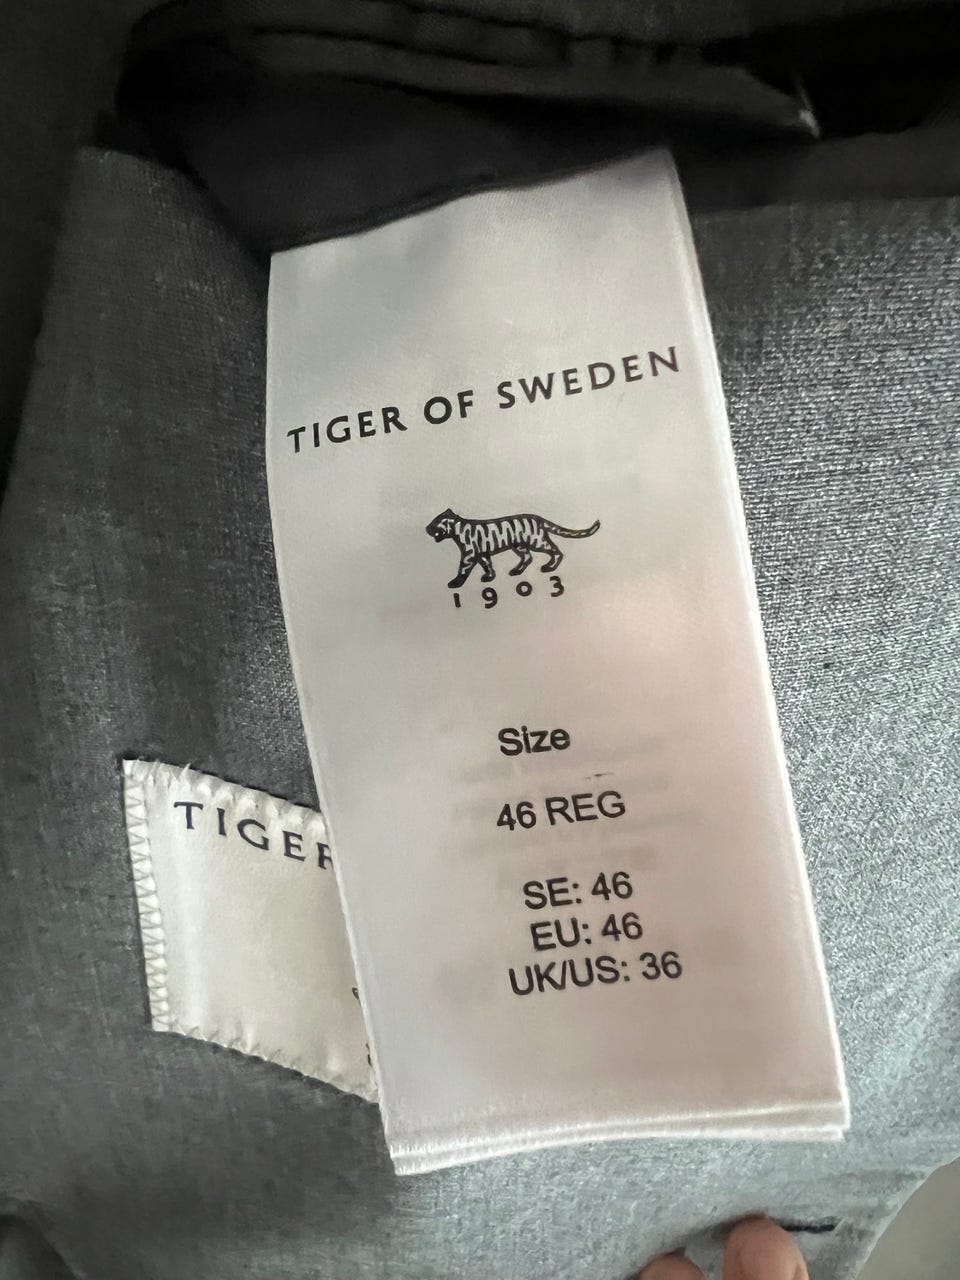 TIGER OF SWEDEN
1903
Size
46 REG
SE: 46
EU: 46
UK/US: 36
TIGER